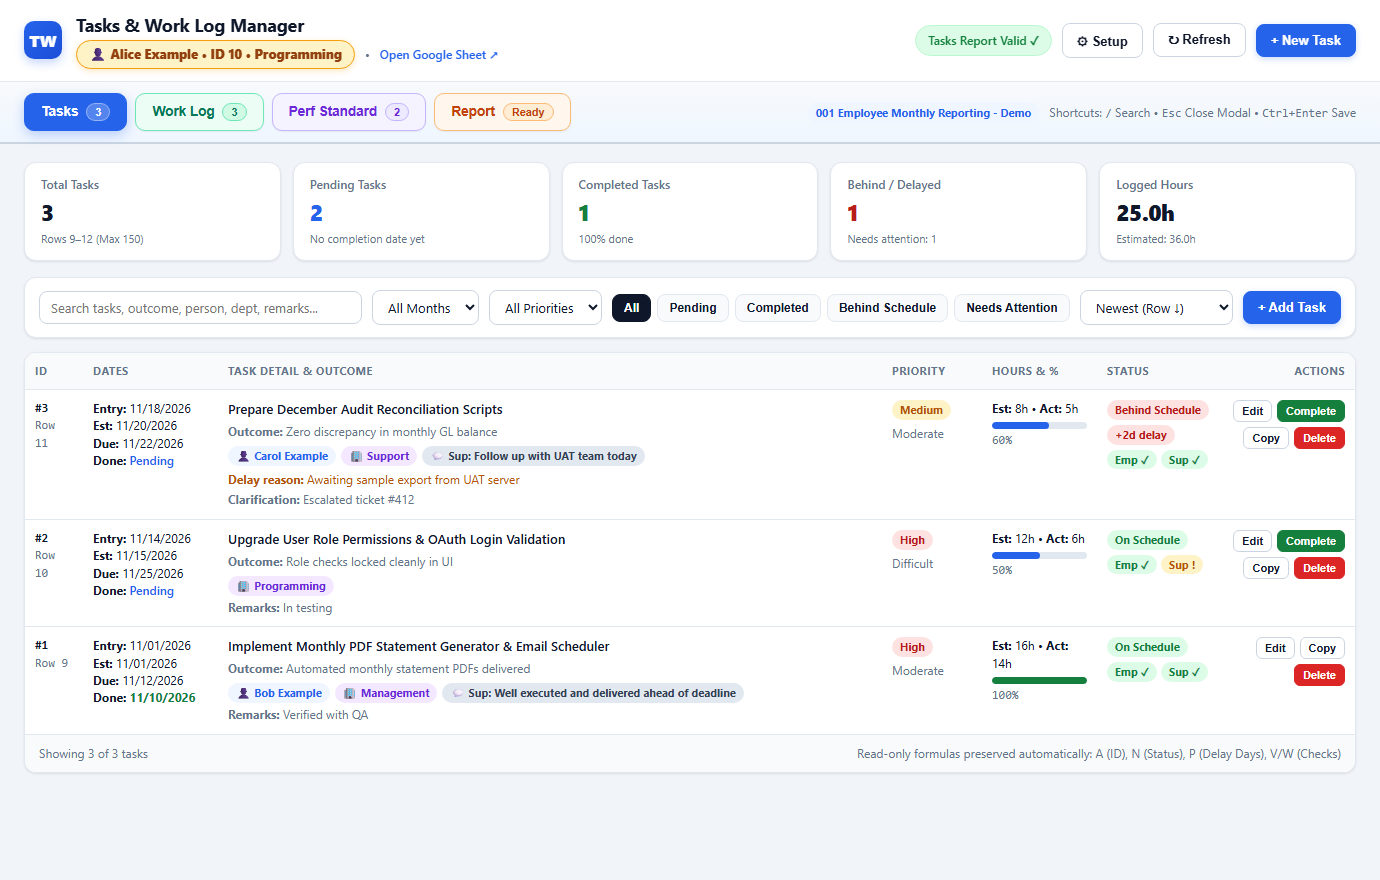 TW
Tasks & Work Log Manager
Alice Example • ID 10 • Programming • Open Google Sheet ↗
Tasks Report Valid ✓
⚙ Setup
↻ Refresh
+ New Task
Tasks 3
Work Log 3
Perf Standard 2
Report Ready
001 Employee Monthly Reporting - Demo
Shortcuts: / Search • Esc Close Modal • Ctrl+Enter Save
Total Tasks
3
Rows 9–12 (Max 150)
Pending Tasks
2
No completion date yet
Completed Tasks
1
100% done
Behind / Delayed
1
Needs attention: 1
Logged Hours
25.0h
Estimated: 36.0h
Search tasks, outcome, person, dept, remarks...
All Months
All Priorities
All
Pending
Completed
Behind Schedule
Needs Attention
Newest (Row ↓)
+ Add Task
ID DATES TASK DETAIL & OUTCOME PRIORITY HOURS & % STATUS ACTIONS
#3
Row
11
Entry: 11/18/2026
Est: 11/20/2026
Due: 11/22/2026
Done: Pending
Prepare December Audit Reconciliation Scripts
Outcome: Zero discrepancy in monthly GL balance
Carol Example Support Sup: Follow up with UAT team today
Delay reason: Awaiting sample export from UAT server
Clarification: Escalated ticket #412
Medium
Moderate
Est: 8h • Act: 5h
60%
Behind Schedule
+2d delay
Emp ✓ Sup ✓
Edit Complete
Copy Delete
#2
Row
10
Entry: 11/14/2026
Est: 11/15/2026
Due: 11/25/2026
Done: Pending
Upgrade User Role Permissions & OAuth Login Validation
Outcome: Role checks locked cleanly in UI
Programming
Remarks: In testing
High
Difficult
Est: 12h • Act: 6h
50%
On Schedule
Emp ✓ Sup !
Edit Complete
Copy Delete
#1
Row 9
Entry: 11/01/2026
Est: 11/01/2026
Due: 11/12/2026
Done: 11/10/2026
Implement Monthly PDF Statement Generator & Email Scheduler
Outcome: Automated monthly statement PDFs delivered
Bob Example Management Sup: Well executed and delivered ahead of deadline
Remarks: Verified with QA
High
Moderate
Est: 16h • Act:
14h
100%
On Schedule
Emp ✓ Sup ✓
Edit Copy
Delete
Showing 3 of 3 tasks
Read-only formulas preserved automatically: A (ID), N (Status), P (Delay Days), V/W (Checks)